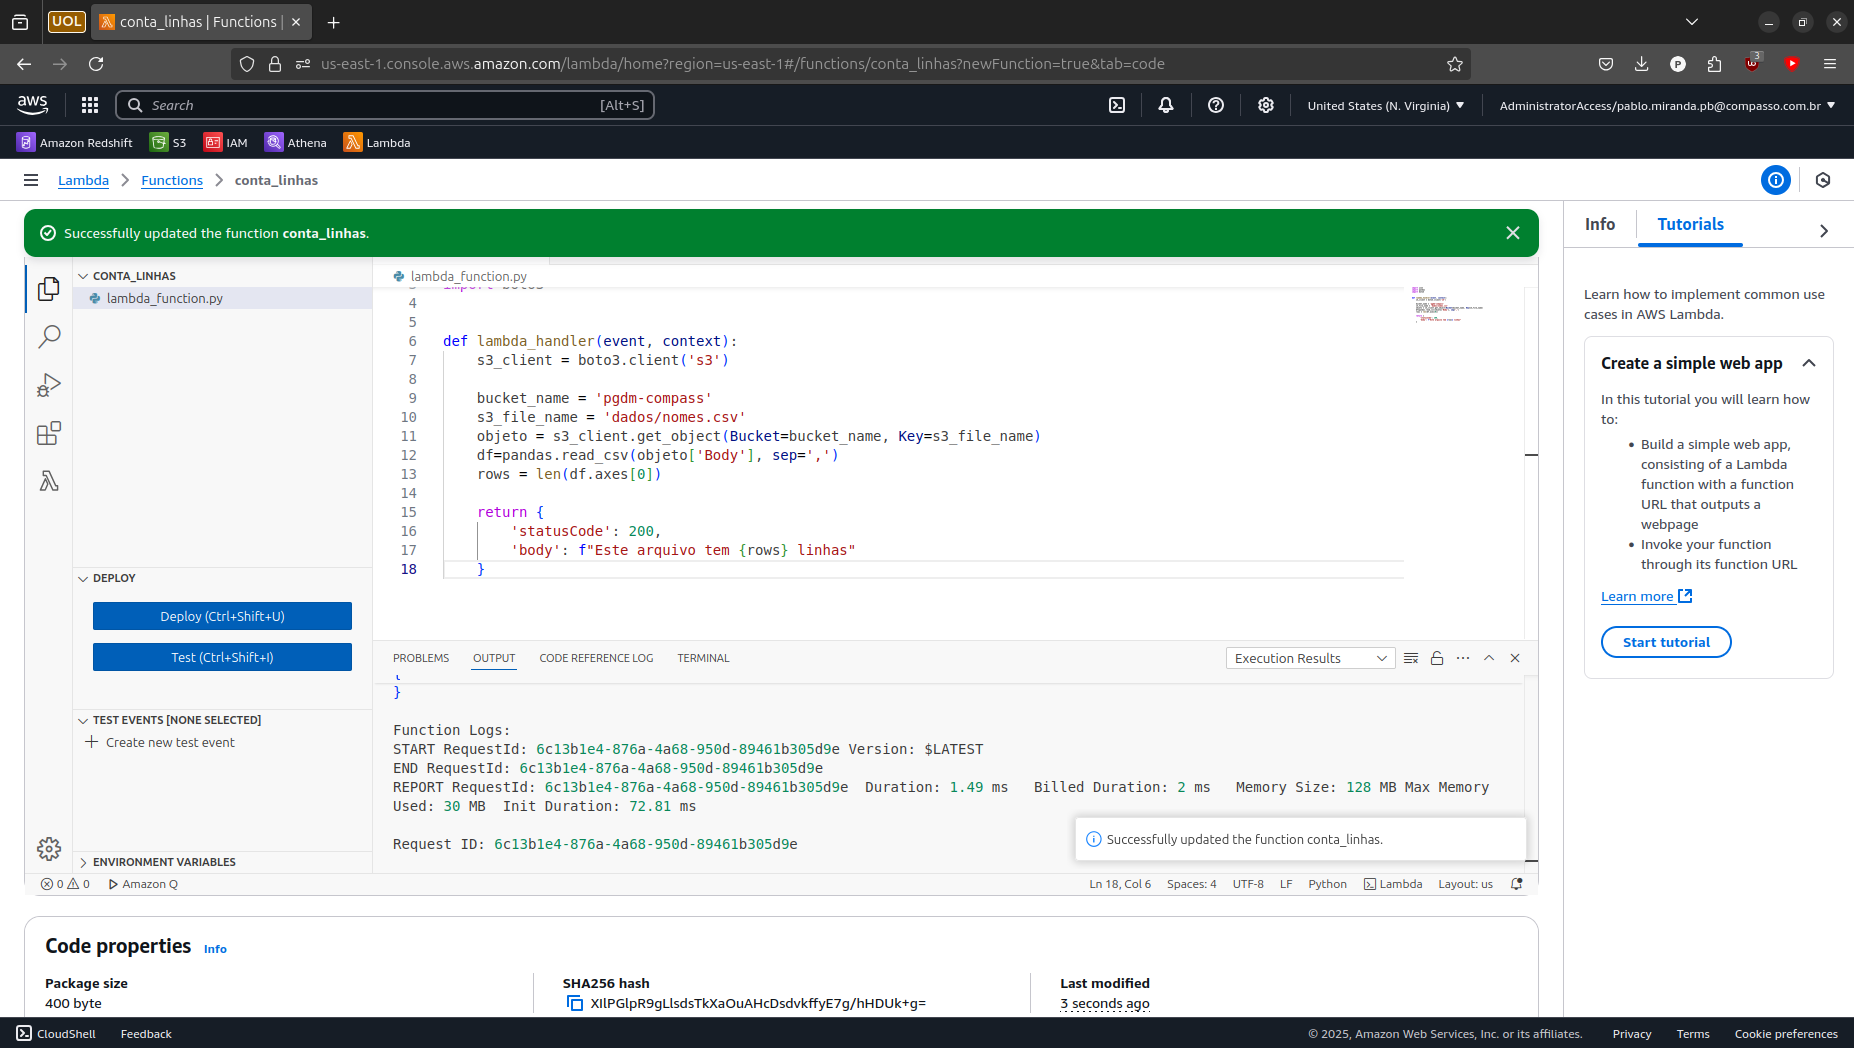 UOL
conta_linhas | Functions |
us-east-1.console.aws.amazon.com/lambda/home?region=us-east-1#/functions/conta_linhas?newFunction=true&tab=code
3
aws
Search
[Alt+S]
United States (N. Virginia)
AdministratorAccess/pablo.miranda.pb@compasso.com.br
Amazon Redshift
S3
IAM
Athena
Lambda
Lambda
Functions
conta_linhas
Successfully updated the function conta_linhas.
Info
Tutorials
CONTA_LINHAS
lambda_function.py
lambda_function.py
3 import boto3
4
5
6 def lambda_handler(event, context):
7 s3_client = boto3.client('s3')
8
9 bucket_name = 'pgdm-compass'
10 s3_file_name = 'dados/nomes.csv'
11 objeto = s3_client.get_object(Bucket=bucket_name, Key=s3_file_name)
12 df=pandas.read_csv(objeto['Body'], sep=',')
13 rows = len(df.axes[0])
14
15 return {
16 'statusCode': 200,
17 'body': f"Este arquivo tem {rows} linhas"
18 }
Learn how to implement common use
cases in AWS Lambda.
Create a simple web app
In this tutorial you will learn how
to:
• Build a simple web app,
consisting of a Lambda
function with a function
URL that outputs a
webpage
• Invoke your function
through its function URL
Learn more
Start tutorial
DEPLOY
Deploy (Ctrl+Shift+U)
Test (Ctrl+Shift+I)
TEST EVENTS [NONE SELECTED]
Create new test event
ENVIRONMENT VARIABLES
PROBLEMS
OUTPUT
CODE REFERENCE LOG
TERMINAL
Execution Results
{
}
Function Logs:
START RequestId: 6c13b1e4-876a-4a68-950d-89461b305d9e Version: $LATEST
END RequestId: 6c13b1e4-876a-4a68-950d-89461b305d9e
REPORT RequestId: 6c13b1e4-876a-4a68-950d-89461b305d9e Duration: 1.49 ms Billed Duration: 2 ms Memory Size: 128 MB Max Memory
Used: 30 MB Init Duration: 72.81 ms
Request ID: 6c13b1e4-876a-4a68-950d-89461b305d9e
Successfully updated the function conta_linhas.
0 0
Amazon Q
Ln 18, Col 6
Spaces: 4
UTF-8
LF
Python
Lambda
Layout: us
Code properties
Info
Package size
400 byte
SHA256 hash
XIlPGlpR9gLlsdsTkXaOuAHcDsdvkffyE7g/hHDUk+g=
Last modified
3 seconds ago
CloudShell
Feedback
© 2025, Amazon Web Services, Inc. or its affiliates.
Privacy
Terms
Cookie preferences